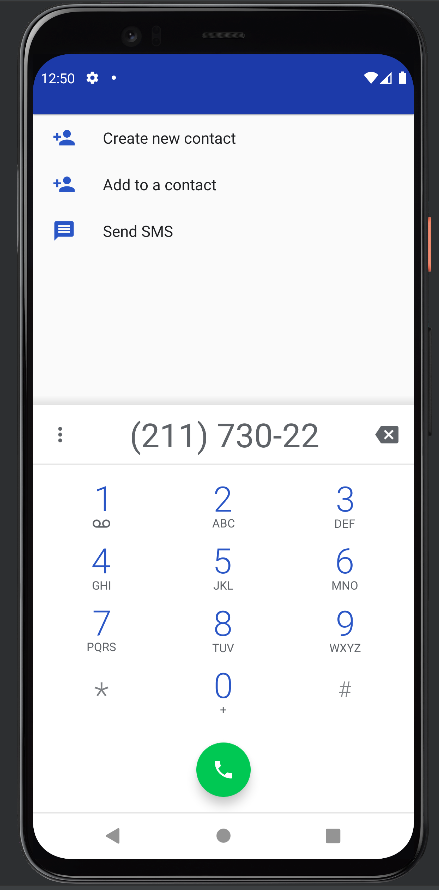 12:50
Create new contact
Add to a contact
Send SMS
(211) 730-22
1 2 3
ABC DEF
4 5 6
GHI JKL MNO
7 8 9
PQRS TUV WXYZ
* 0 #
+